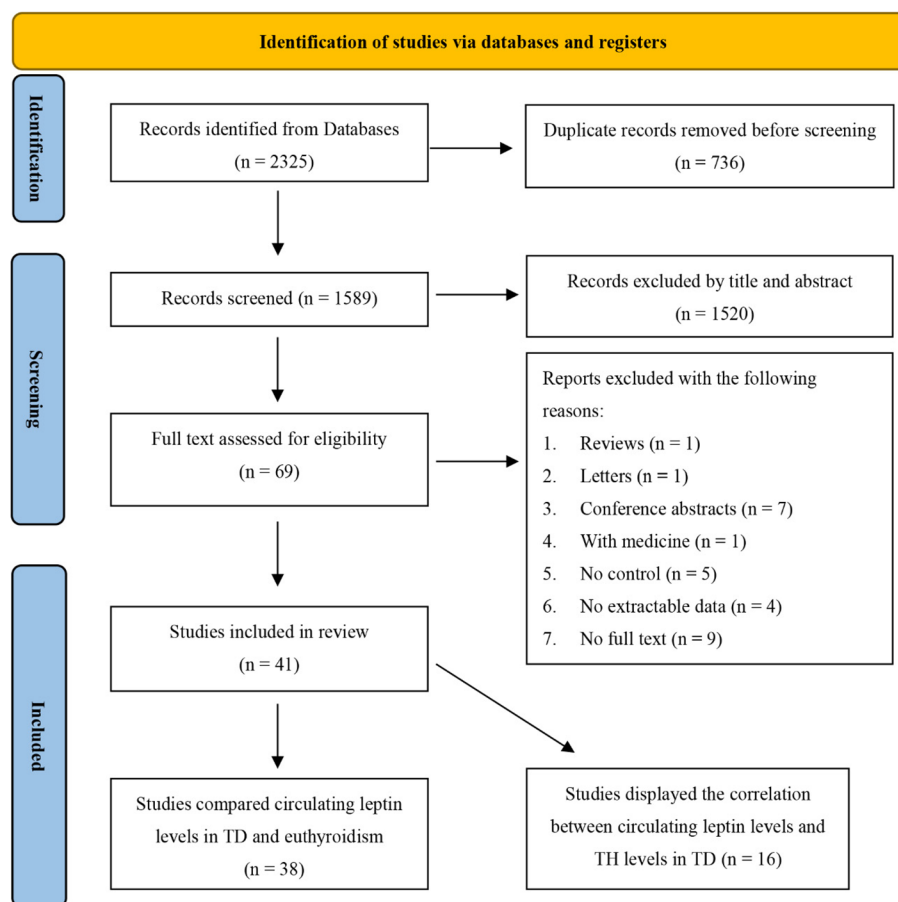 Identification of studies via databases and registers
Identification
Records identified from Databases
(n = 2325)
Duplicate records removed before screening
(n = 736)
Screening
Records screened (n = 1589)
Records excluded by title and abstract
(n = 1520)
Full text assessed for eligibility
(n = 69)
Reports excluded with the following
reasons:
1. Reviews (n = 1)
2. Letters (n = 1)
3. Conference abstracts (n = 7)
4. With medicine (n = 1)
5. No control (n = 5)
6. No extractable data (n = 4)
7. No full text (n = 9)
Included
Studies included in review
(n = 41)
Studies compared circulating leptin
levels in TD and euthyroidism
(n = 38)
Studies displayed the correlation
between circulating leptin levels and
TH levels in TD (n = 16)